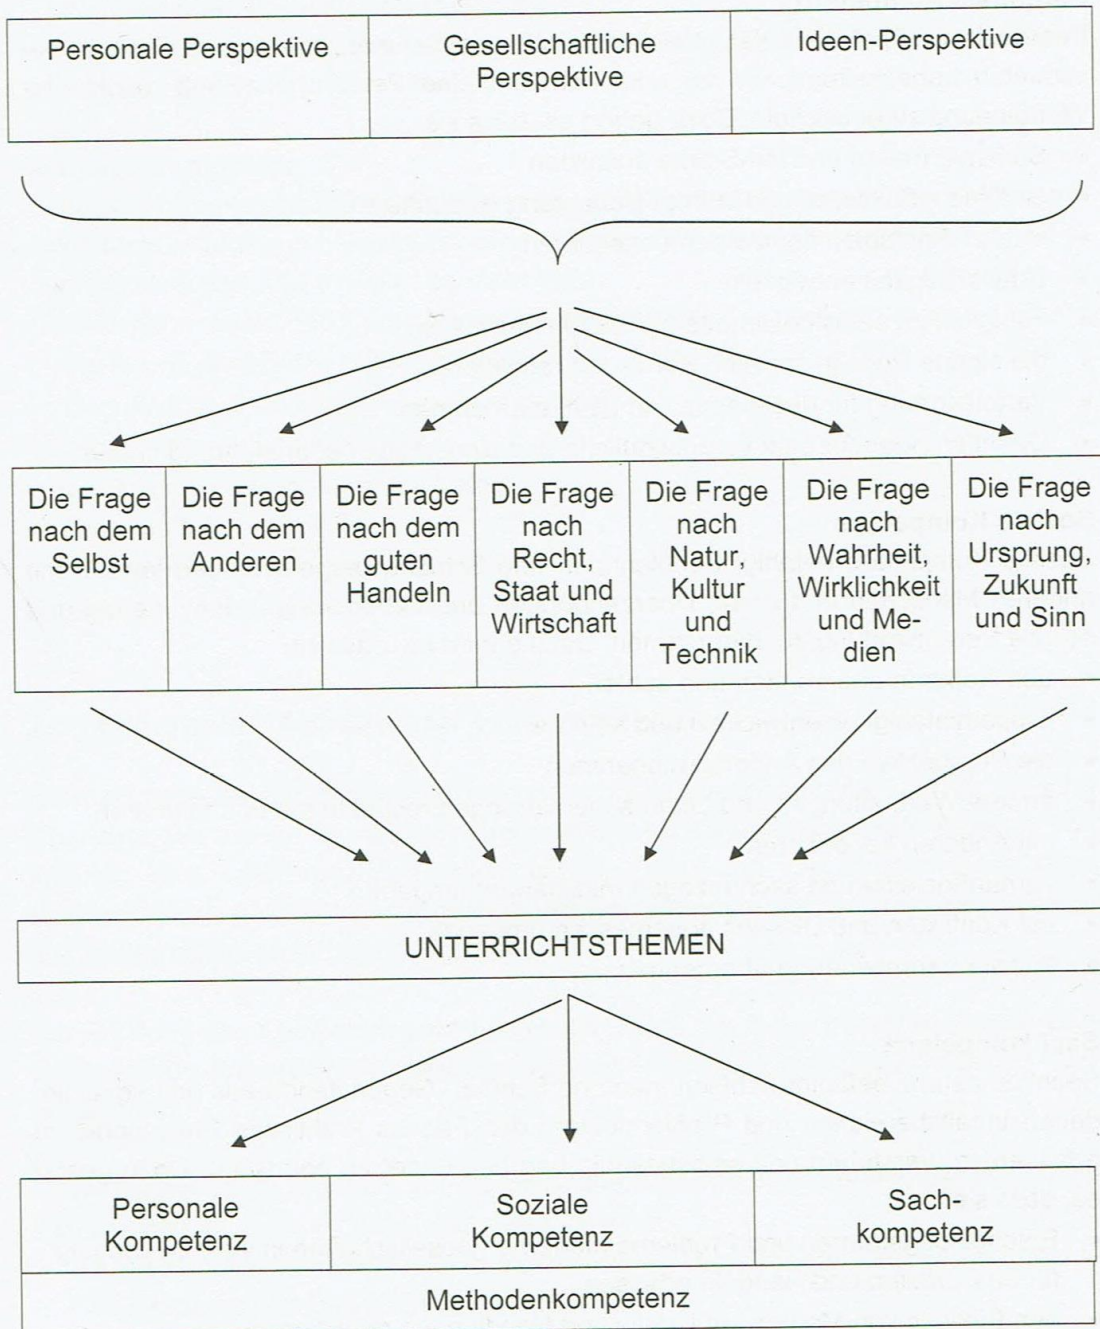 Personale Perspektive
Gesellschaftliche
Perspektive
Ideen-Perspektive
Die Frage
nach dem
Selbst
Die Frage
nach dem
Anderen
Die Frage
nach dem
guten
Handeln
Die Frage
nach
Recht,
Staat und
Wirtschaft
Die Frage
nach
Natur,
Kultur
und
Technik
Die Frage
nach
Wahrheit,
Wirklichkeit
und Me-
dien
Die Frage
nach
Ursprung,
Zukunft
und Sinn
UNTERRICHTSTHEMEN
Personale
Kompetenz
Soziale
Kompetenz
Sach-
kompetenz
Methodenkompetenz